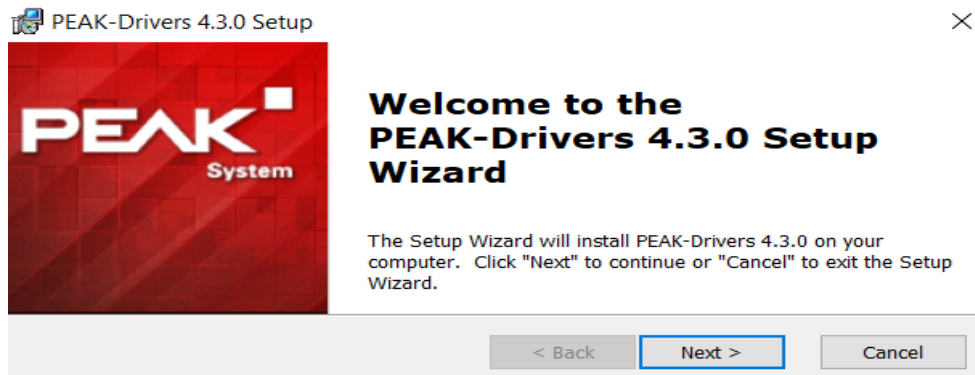 PEAK-Drivers 4.3.0 Setup
PEAK
System
Welcome to the
PEAK-Drivers 4.3.0 Setup
Wizard
The Setup Wizard will install PEAK-Drivers 4.3.0 on your
computer. Click "Next" to continue or "Cancel" to exit the Setup
Wizard.
< Back
Next >
Cancel